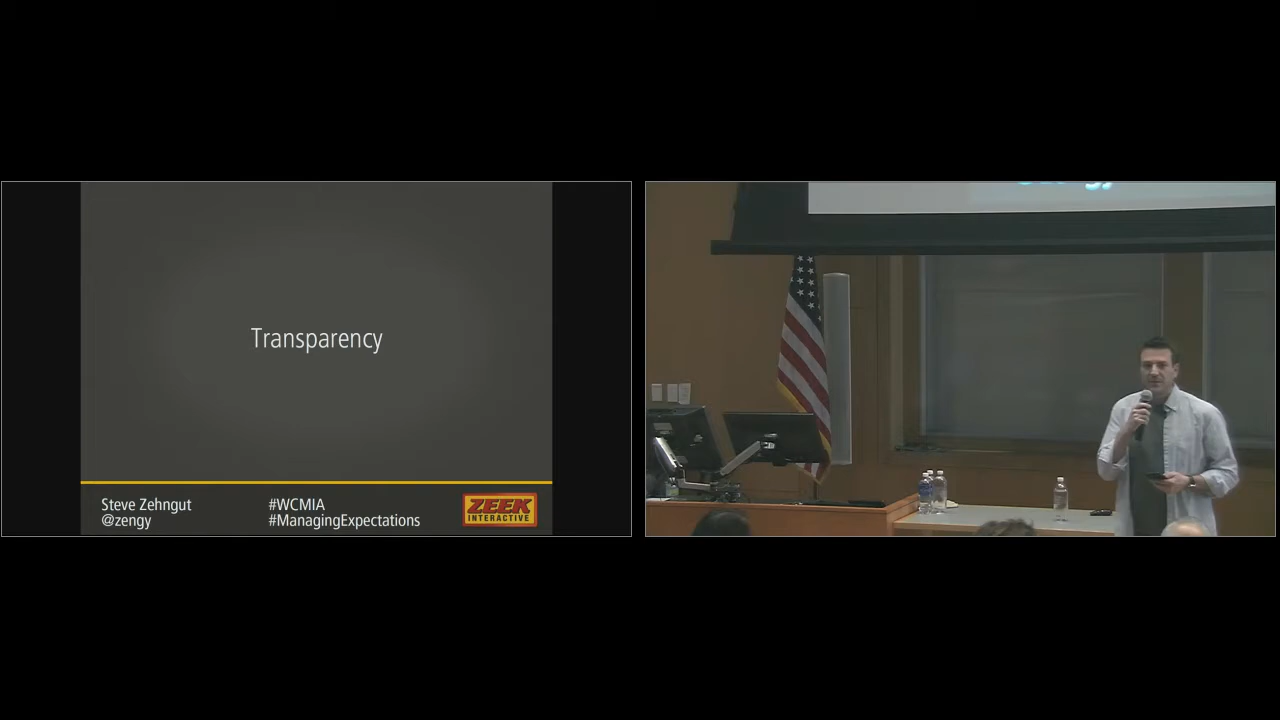 Transparency
Steve Zehngut
@zengy
#WCMIA
#ManagingExpectations
ZEEK
INTERACTIVE